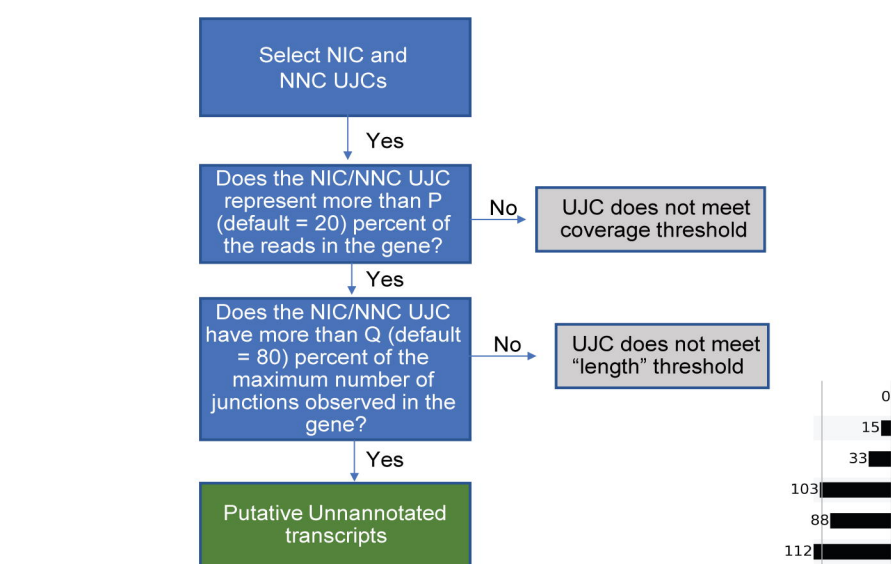 Select NIC and
NNC UJCs
Yes
Does the NIC/NNC UJC
represent more than P
(default = 20) percent of
the reads in the gene?
No
UJC does not meet
coverage threshold
Yes
Does the NIC/NNC UJC
have more than Q (default
= 80) percent of the
maximum number of
junctions observed in the
gene?
No
UJC does not meet
“length” threshold
Yes
Putative Unnannotated
transcripts
0
15
33
103
88
112